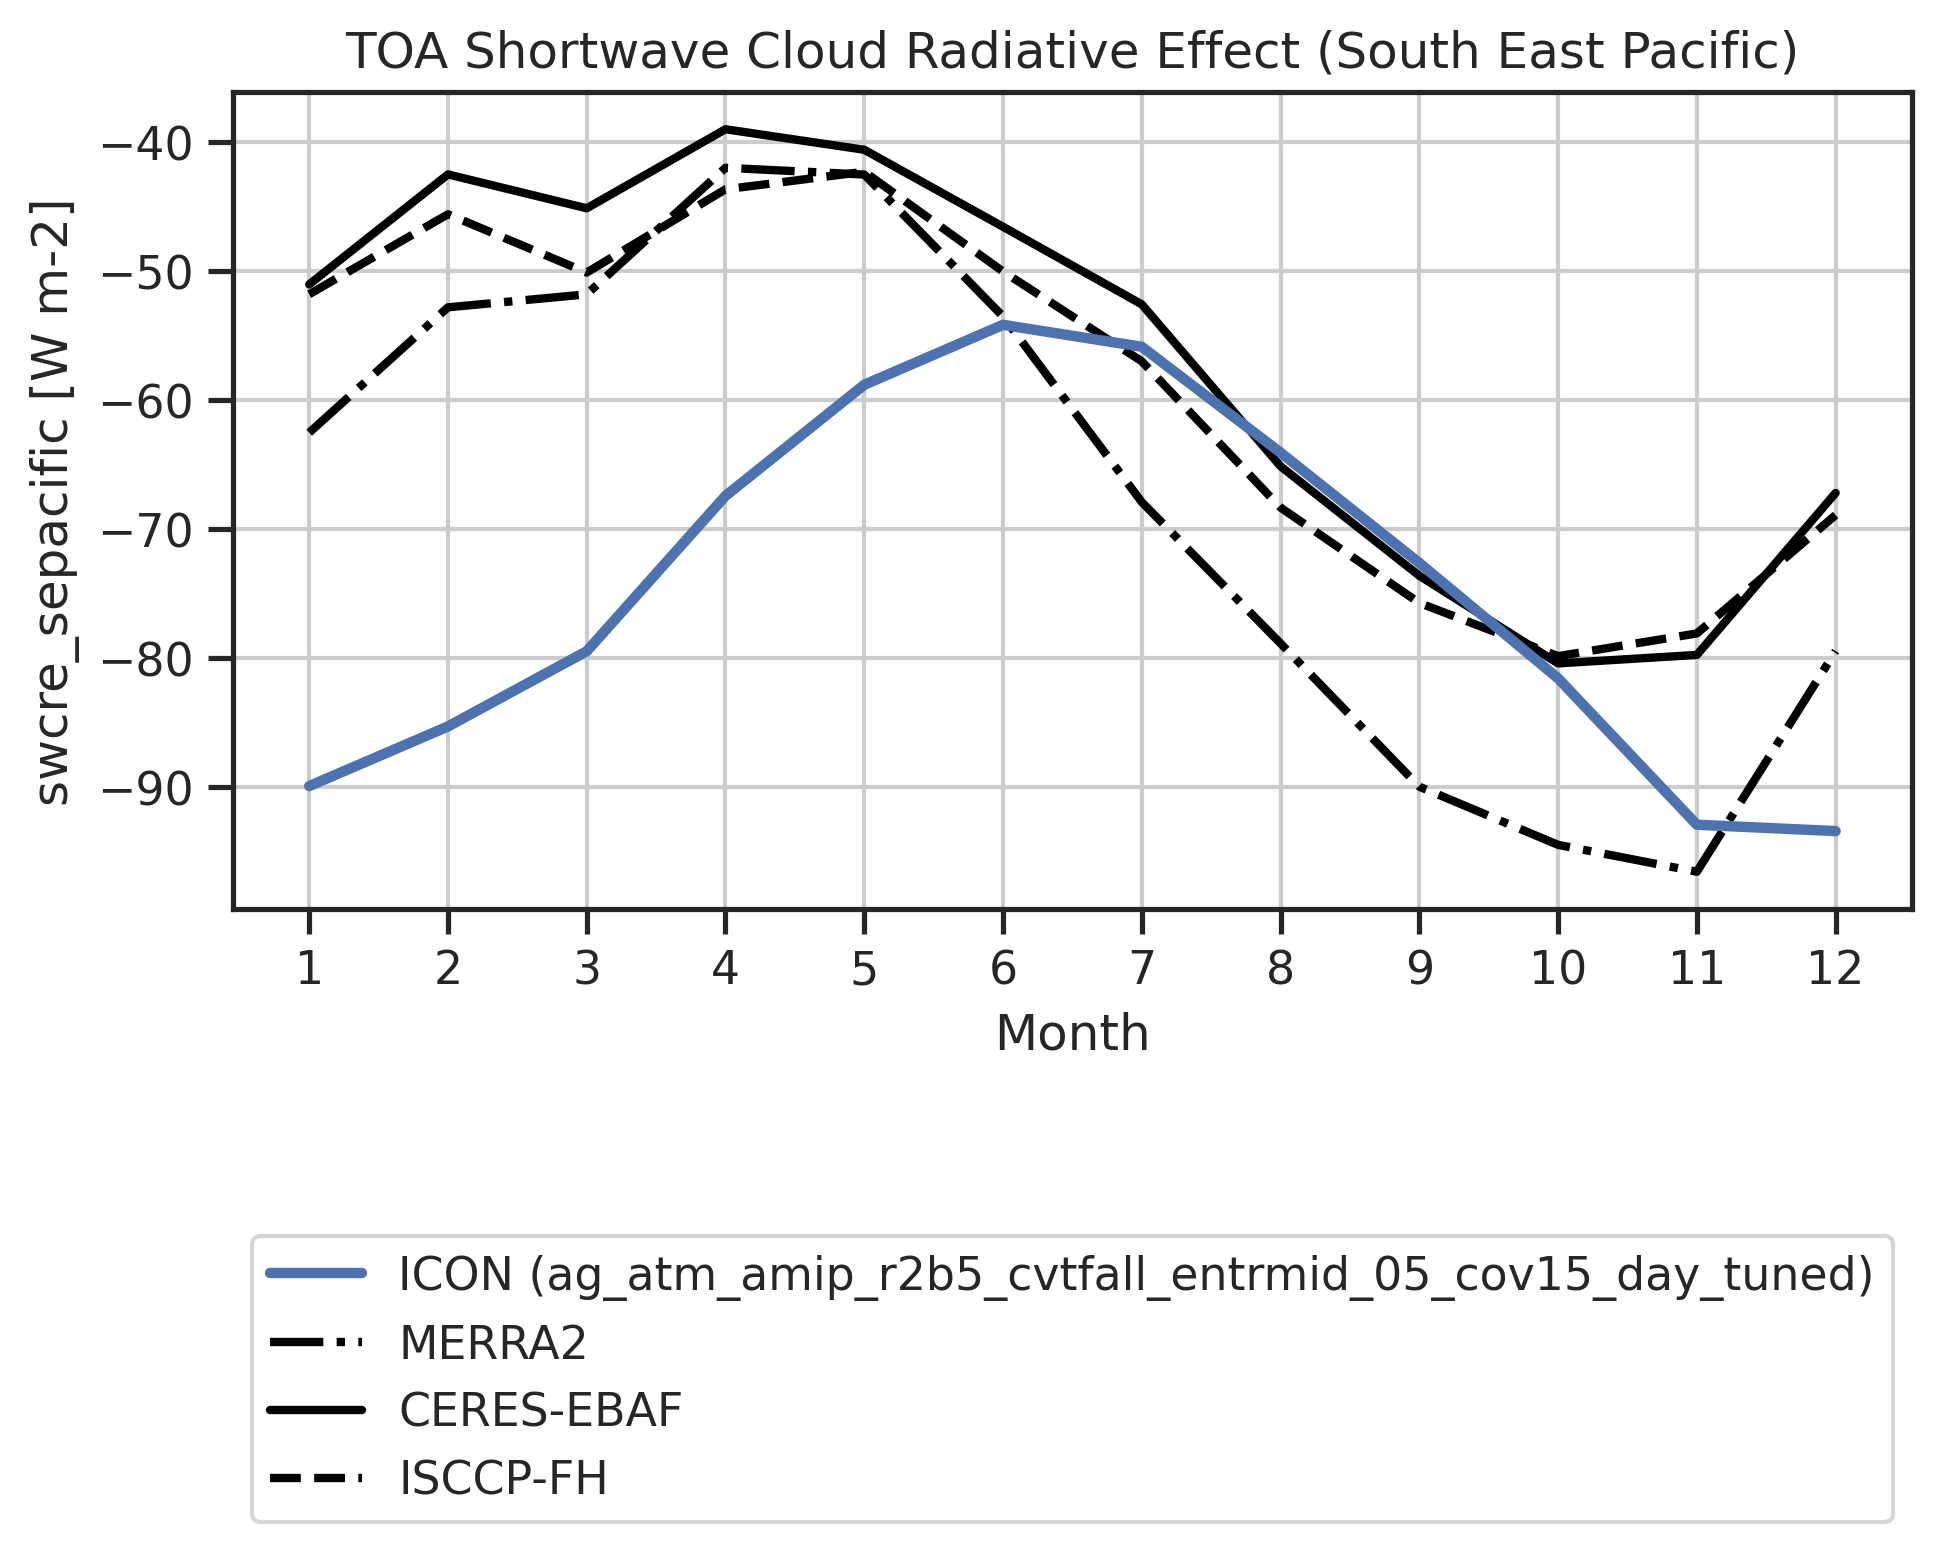 TOA Shortwave Cloud Radiative Effect (South East Pacific)
swcre_sepacific [W m-2]
−40
−50
−60
−70
−80
−90
1 2 3 4 5 6 7 8 9 10 11 12
Month
ICON (ag_atm_amip_r2b5_cvtfall_entrmid_05_cov15_day_tuned)
MERRA2
CERES-EBAF
ISCCP-FH